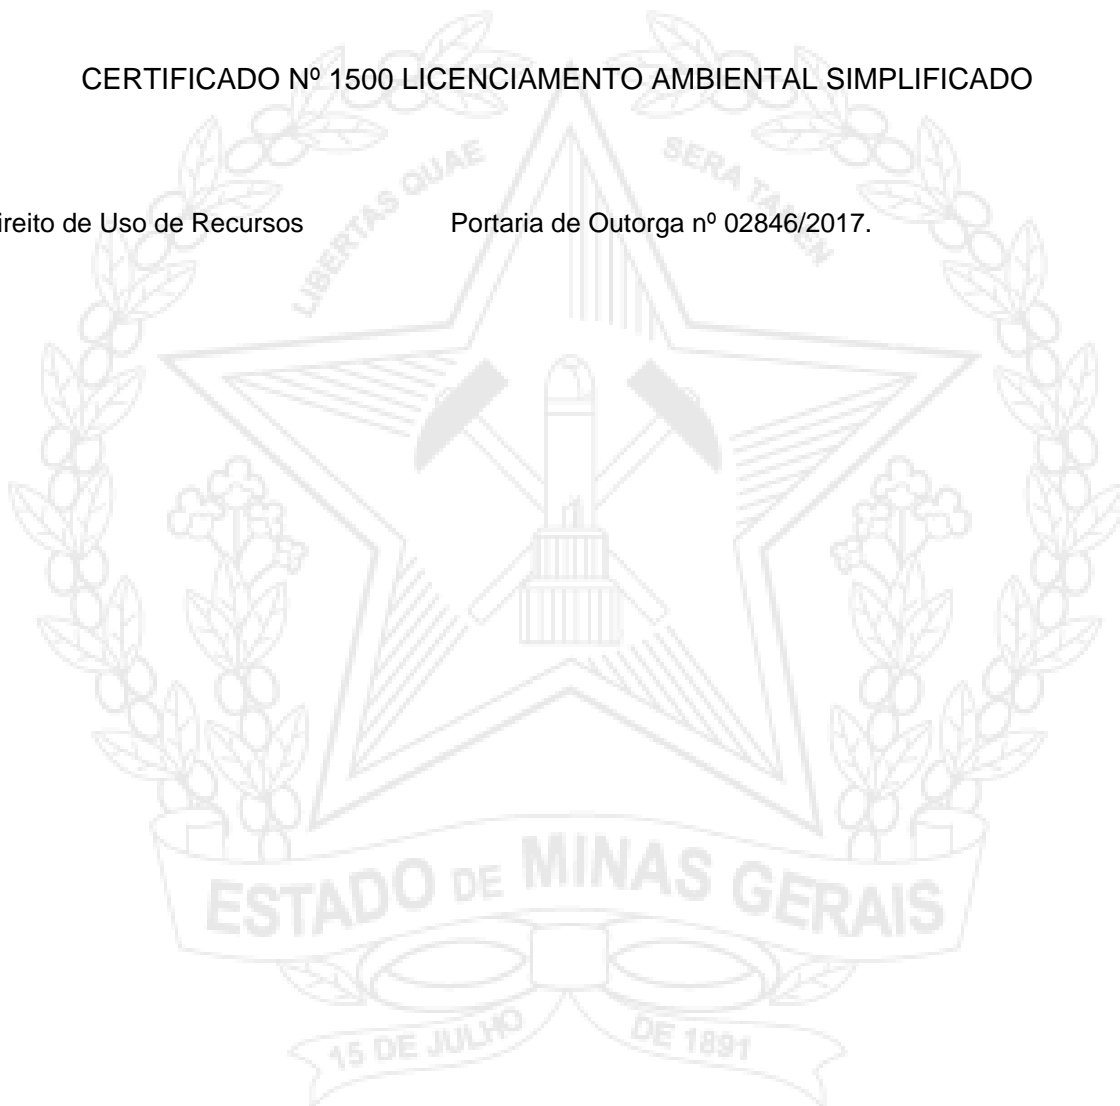 CERTIFICADO Nº 1500 LICENCIAMENTO AMBIENTAL SIMPLIFICADO
LIBERTAS QUAE SERA TAMEN
ireito de Uso de Recursos Portaria de Outorga nº 02846/2017.
ESTADO DE MINAS GERAIS
15 DE JULHO DE 1891